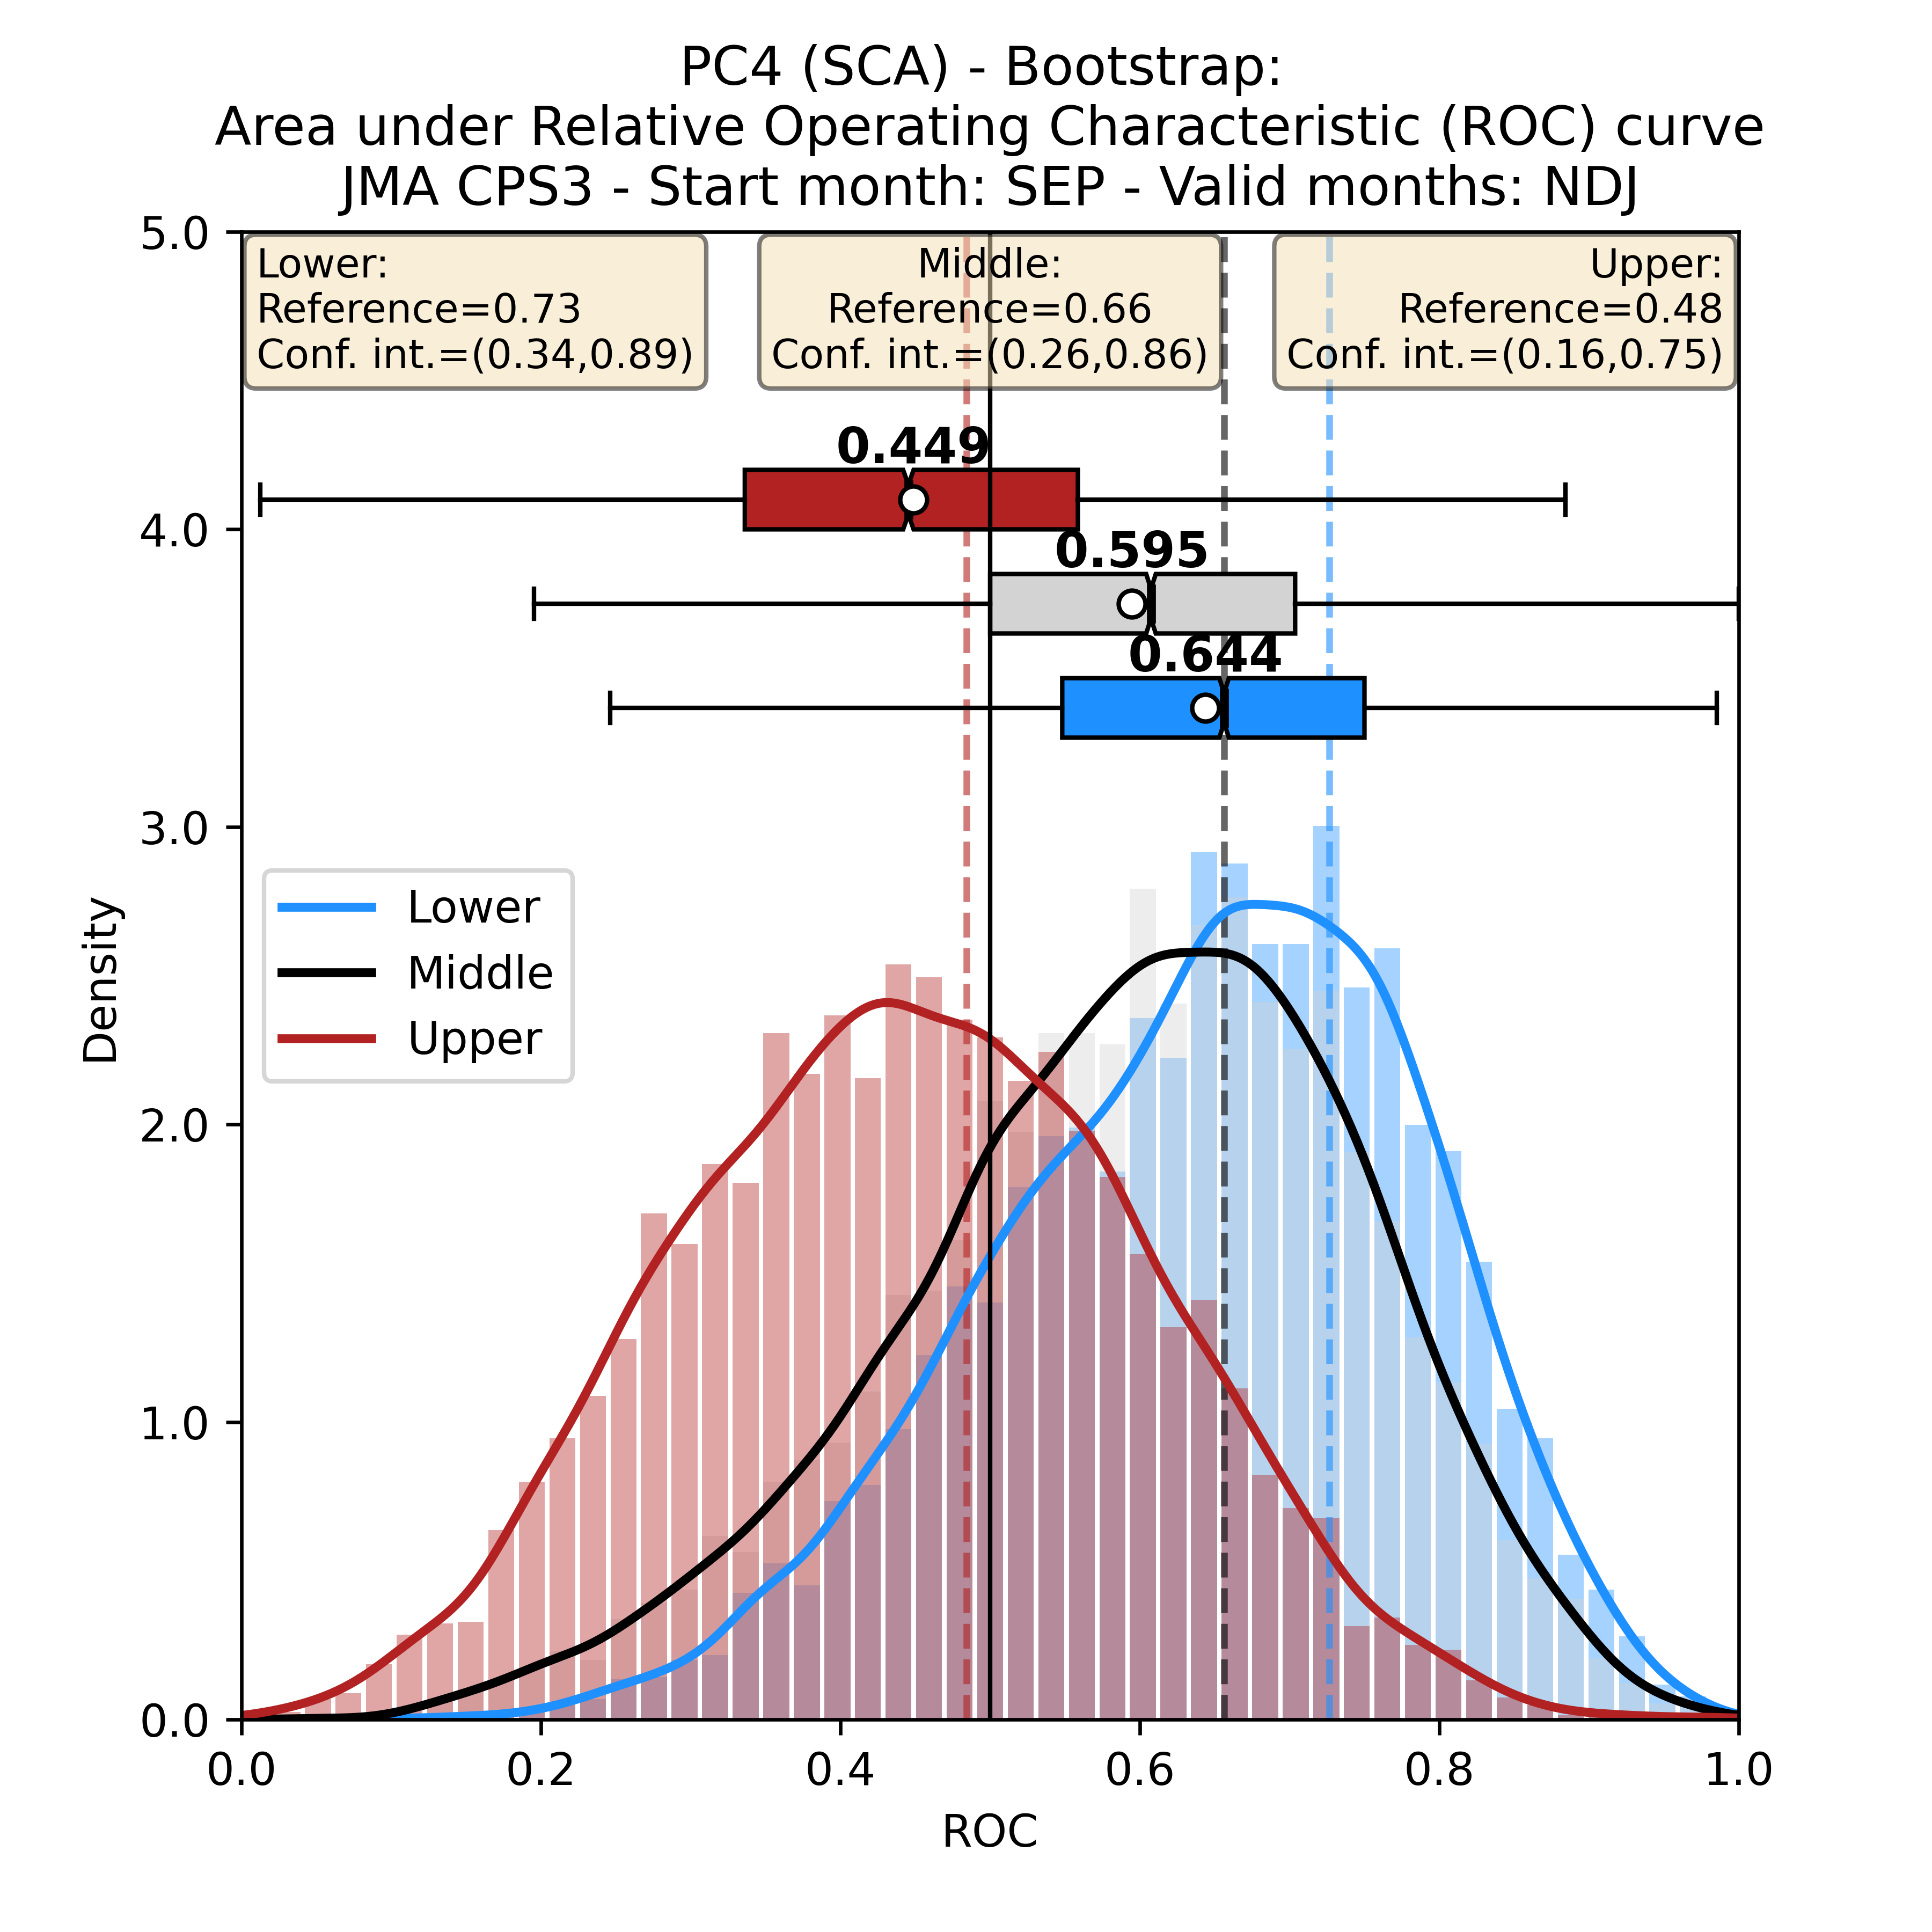 PC4 (SCA) - Bootstrap:
Area under Relative Operating Characteristic (ROC) curve
JMA CPS3 - Start month: SEP - Valid months: NDJ
Lower:
Reference=0.73
Conf. int.=(0.34,0.89)
Middle:
Reference=0.66
Conf. int.=(0.26,0.86)
Upper:
Reference=0.48
Conf. int.=(0.16,0.75)
0.449
0.595
0.644
Lower
Middle
Upper
Density
5.0
4.0
3.0
2.0
1.0
0.0
0.0 0.2 0.4 0.6 0.8 1.0
ROC